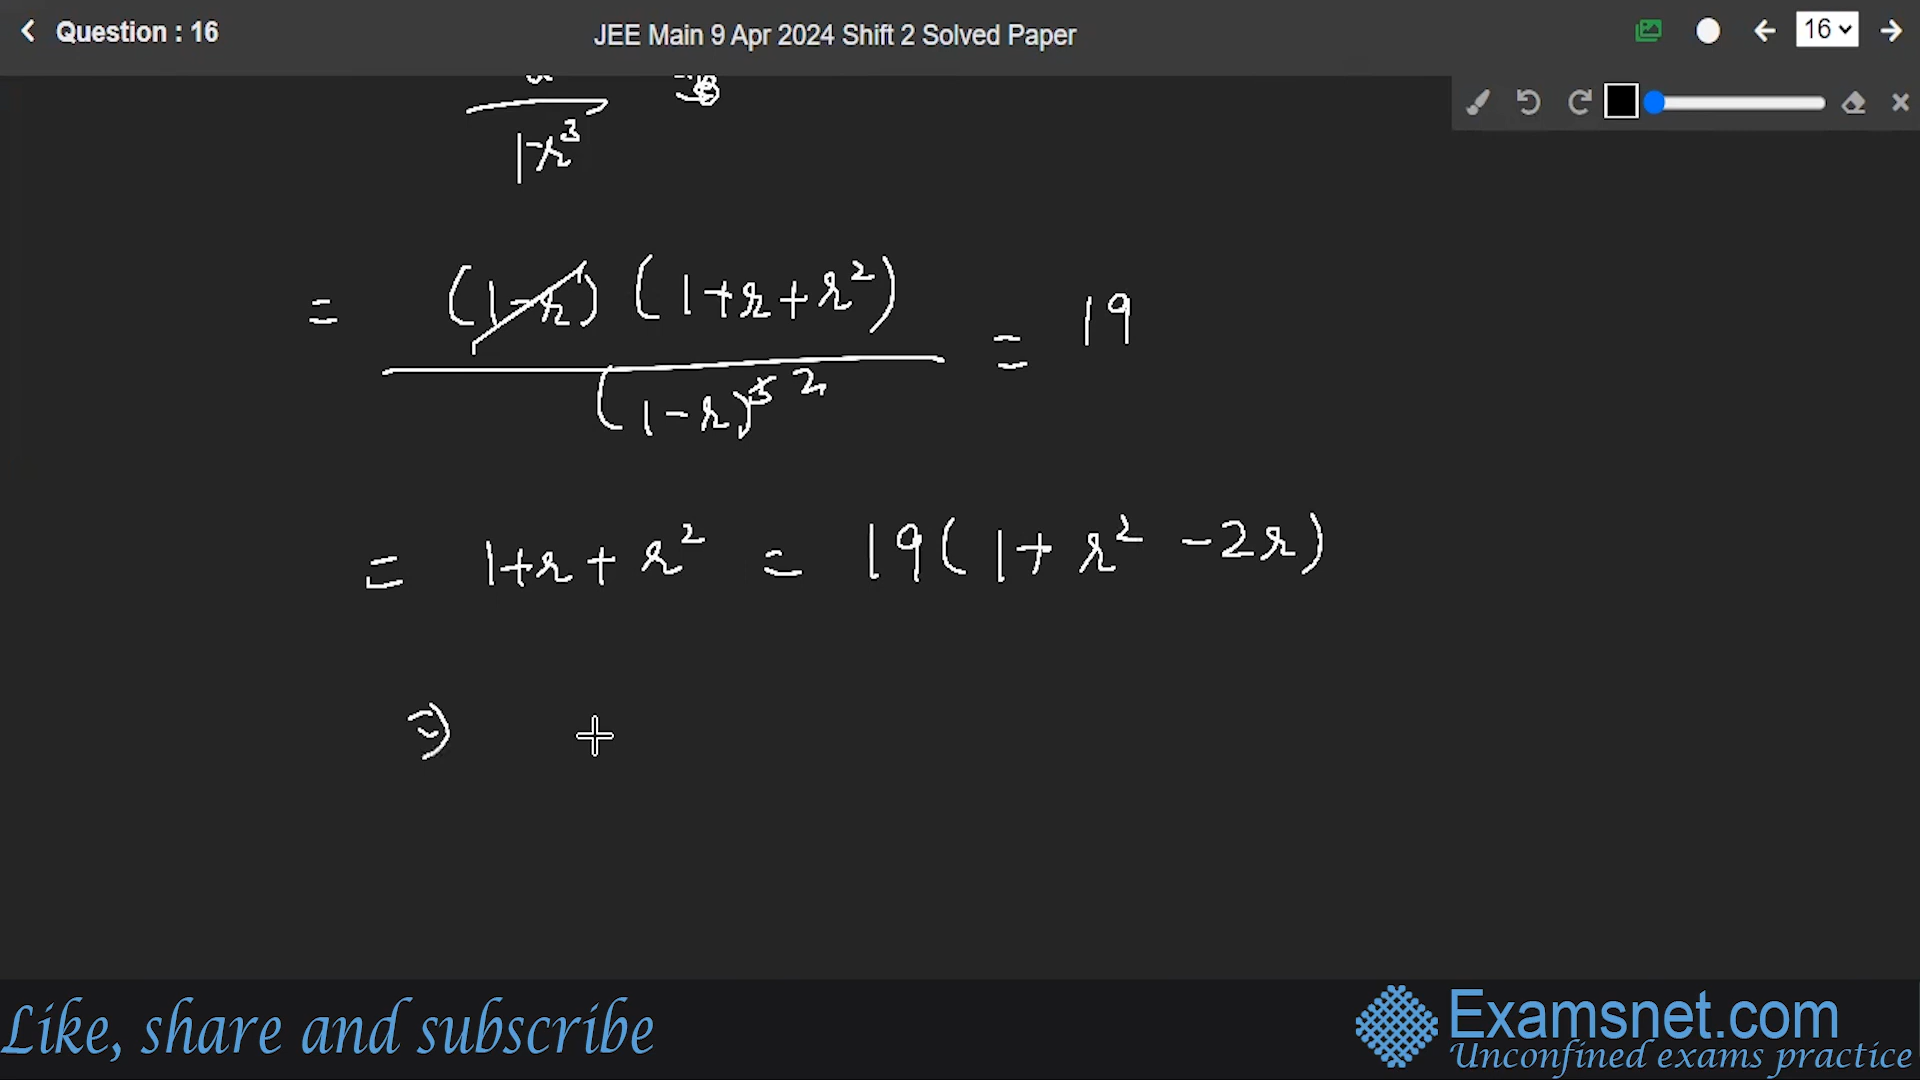 Question : 16
JEE Main 9 Apr 2024 Shift 2 Solved Paper
16
1-r³
= (1-r) (1+r+r²) / (1-r)³ 2 = 19
= 1+r+r² = 19(1+r²-2r)
⇒
Like, share and subscribe
Examsnet.com
Unconfined exams practice